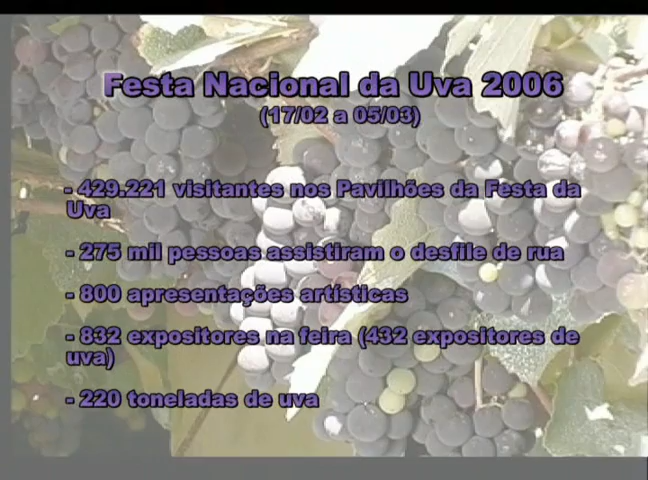 Festa Nacional da Uva 2006
(17/02 a 05/03)
- 429.221 visitantes nos Pavilhões da Festa da
Uva
- 275 mil pessoas assistiram o desfile de rua
- 800 apresentações artísticas
- 832 expositores na feira (432 expositores de
uva)
- 220 toneladas de uva